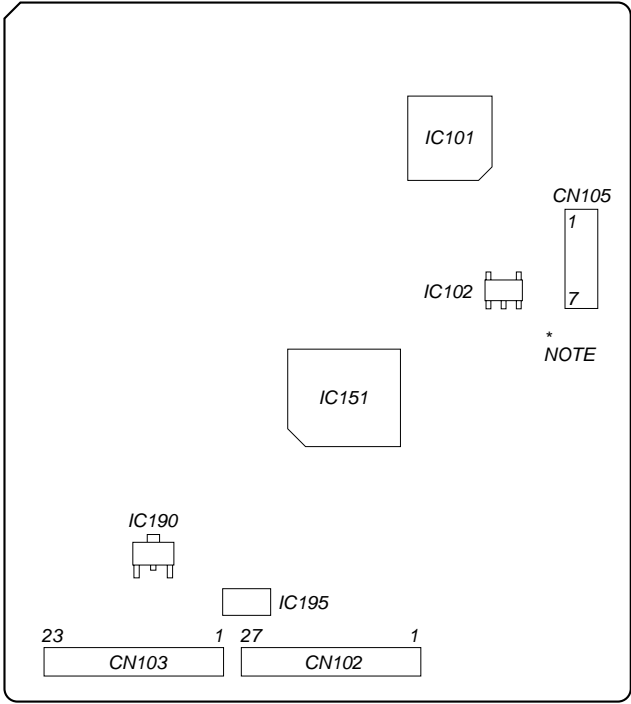 IC101
CN105
1
IC102
7
*
NOTE
IC151
IC190
IC195
23 1 27 1
CN103 CN102